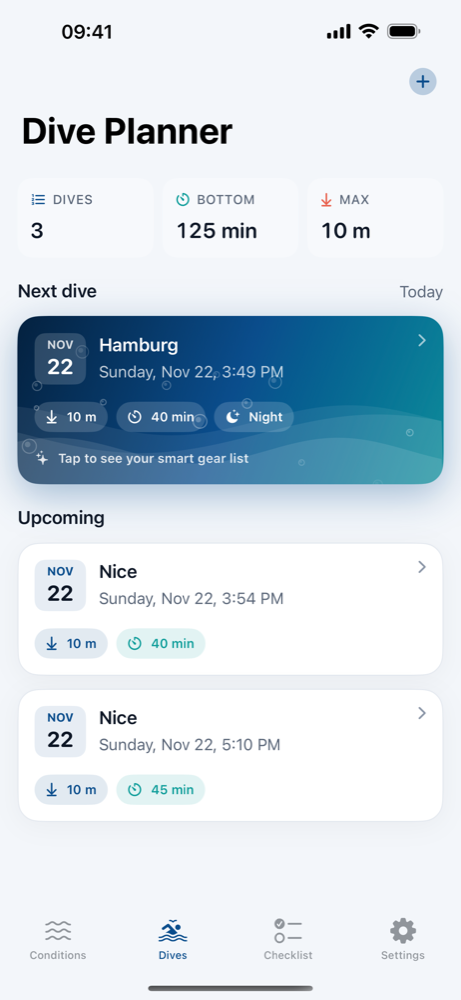 09:41
Dive Planner
DIVES
3
BOTTOM
125 min
MAX
10 m
Next dive
Today
NOV
22
Hamburg
Sunday, Nov 22, 3:49 PM
10 m
40 min
Night
Tap to see your smart gear list
Upcoming
NOV
22
Nice
Sunday, Nov 22, 3:54 PM
10 m
40 min
NOV
22
Nice
Sunday, Nov 22, 5:10 PM
10 m
45 min
Conditions
Dives
Checklist
Settings